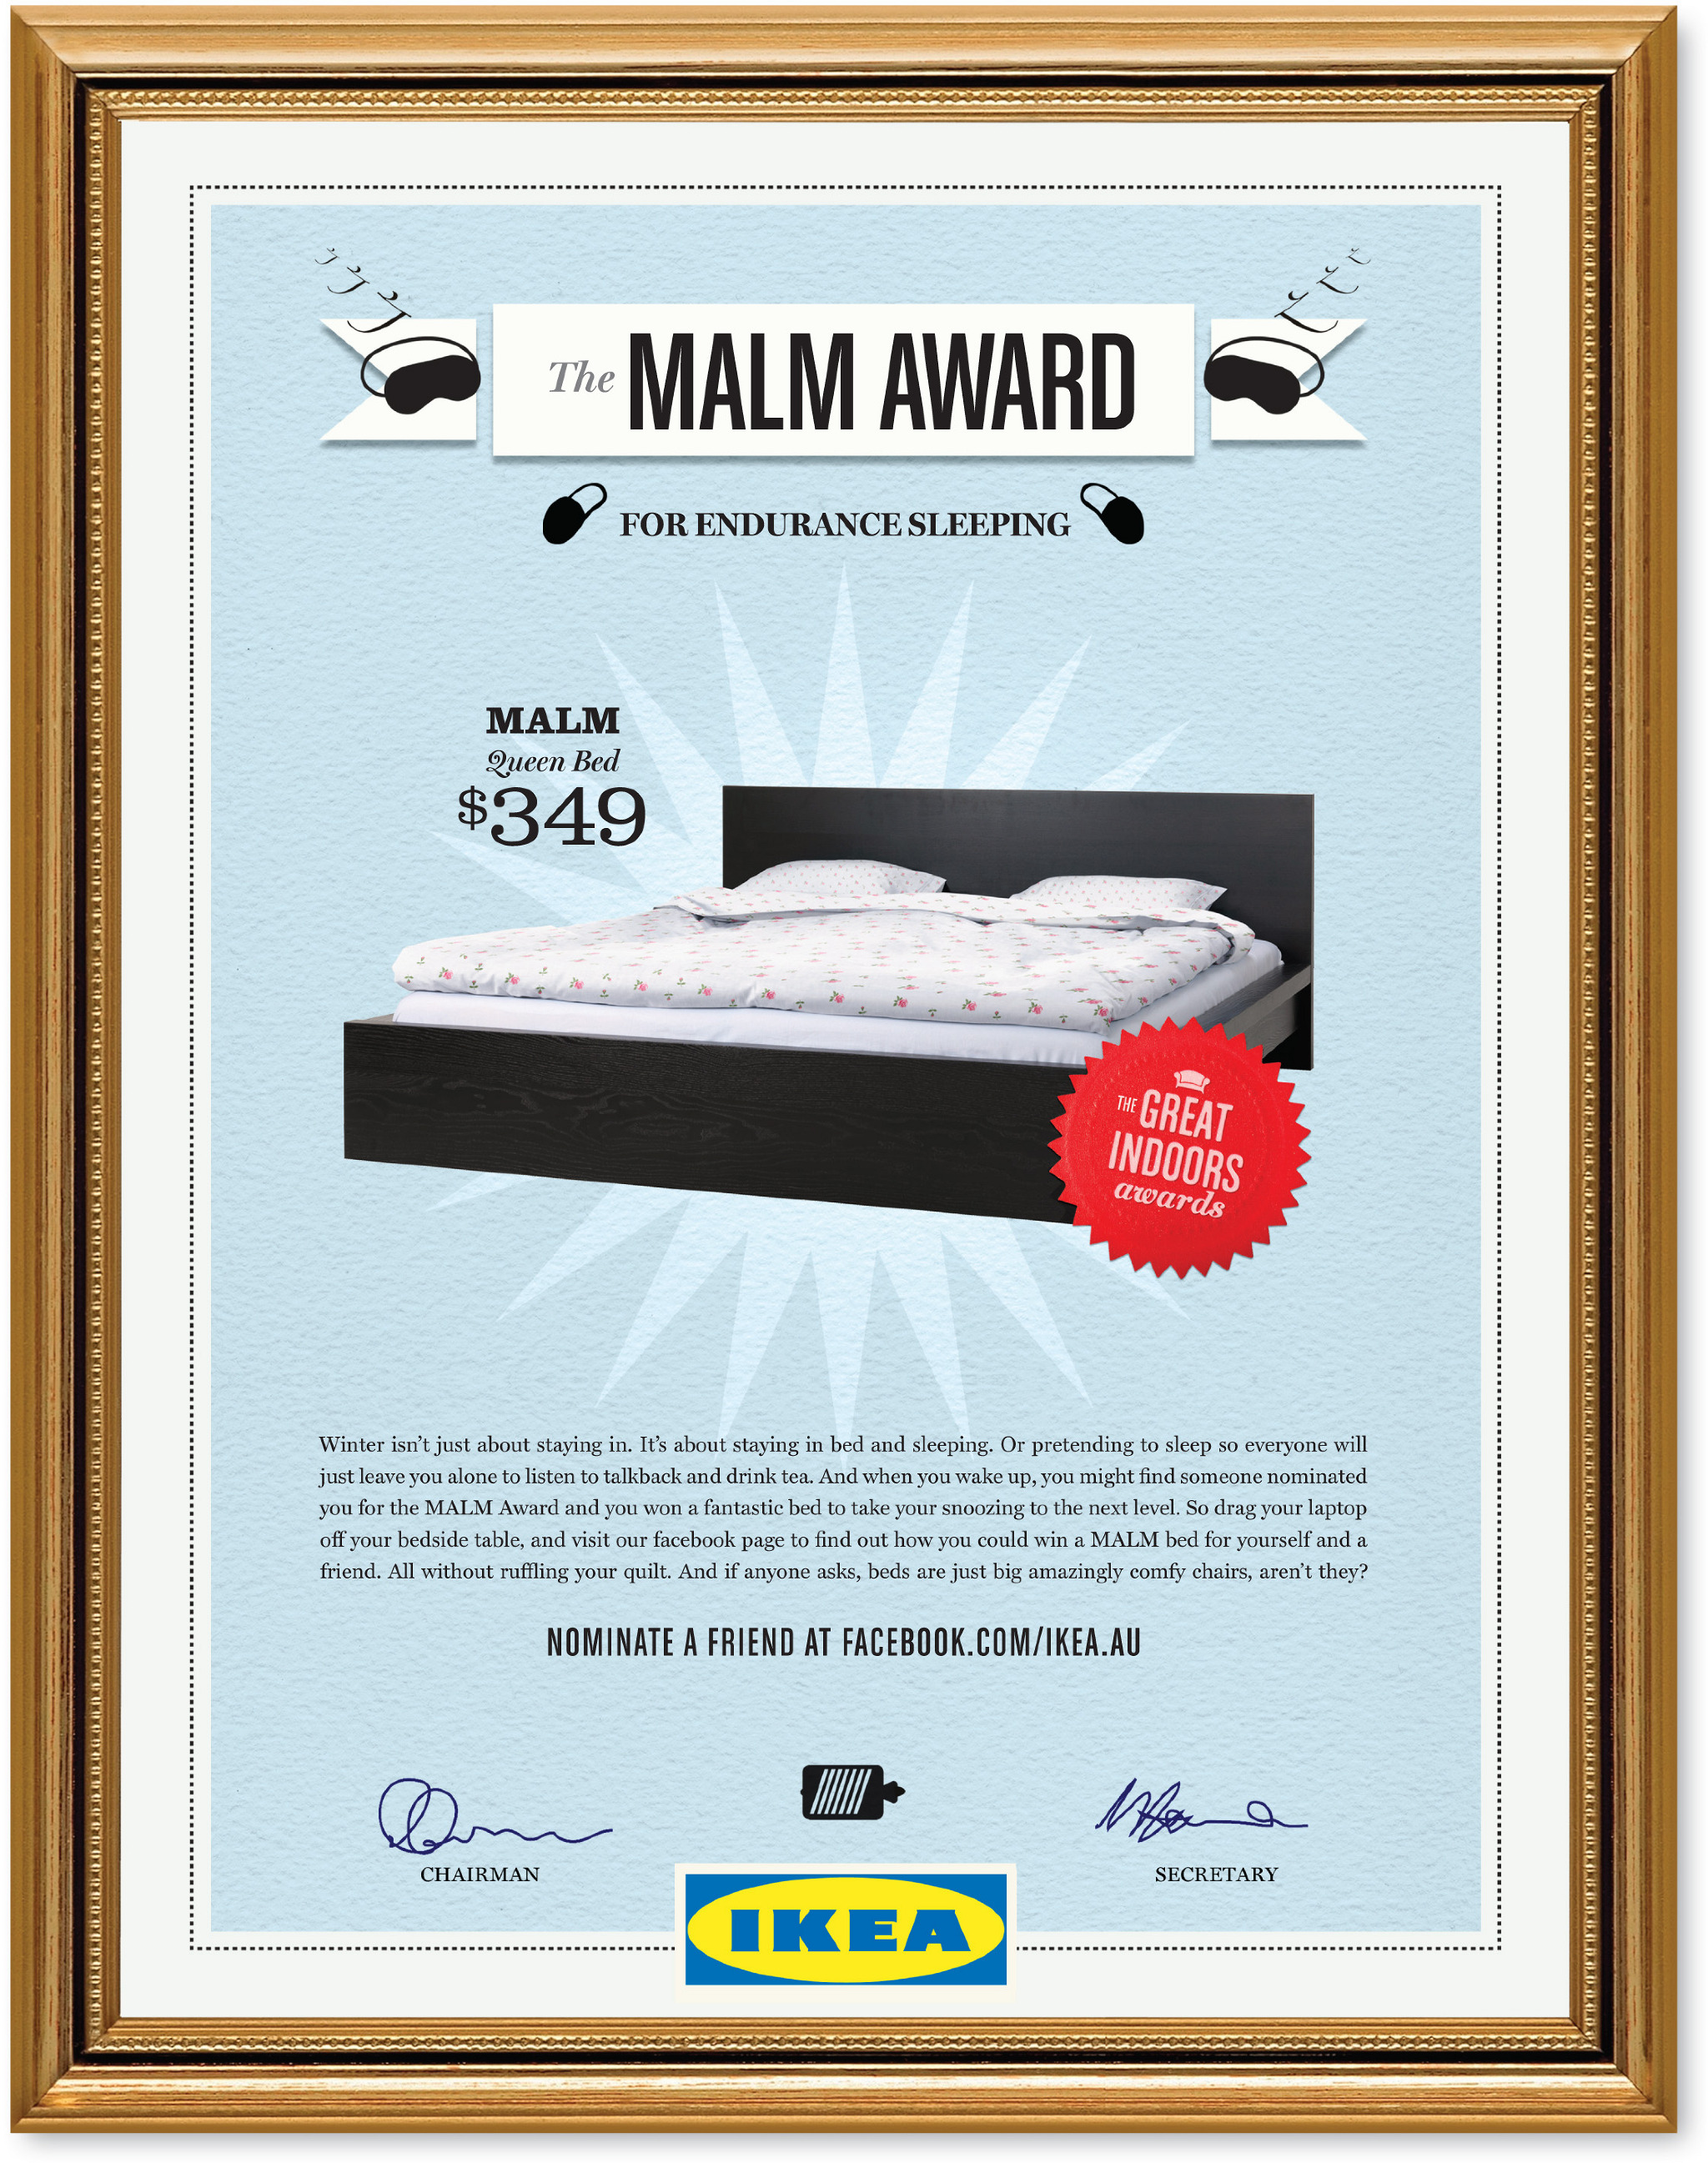 The MALM AWARD
FOR ENDURANCE SLEEPING
MALM
Queen Bed
$349
THE GREAT
INDOORS
awards
Winter isn't just about staying in. It's about staying in bed and sleeping. Or pretending to sleep so everyone will
just leave you alone to listen to talkback and drink tea. And when you wake up, you might find someone nominated
you for the MALM Award and you won a fantastic bed to take your snoozing to the next level. So drag your laptop
off your bedside table, and visit our facebook page to find out how you could win a MALM bed for yourself and a
friend. All without ruffling your quilt. And if anyone asks, beds are just big amazingly comfy chairs, aren't they?
NOMINATE A FRIEND AT FACEBOOK.COM/IKEA.AU
CHAIRMAN
SECRETARY
IKEA